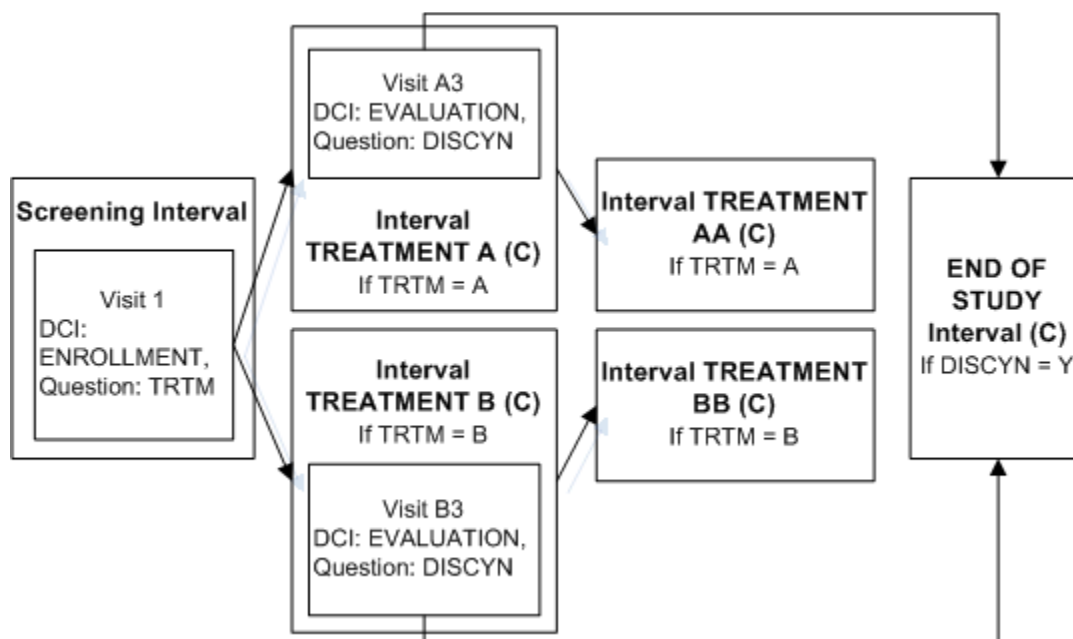 Screening Interval
Visit 1
DCI:
ENROLLMENT,
Question: TRTM
Visit A3
DCI: EVALUATION,
Question: DISCYN
Interval
TREATMENT A (C)
If TRTM = A
Interval
TREATMENT B (C)
If TRTM = B
Visit B3
DCI: EVALUATION,
Question: DISCYN
Interval TREATMENT
AA (C)
If TRTM = A
Interval TREATMENT
BB (C)
If TRTM = B
END OF
STUDY
Interval (C)
If DISCYN = Y